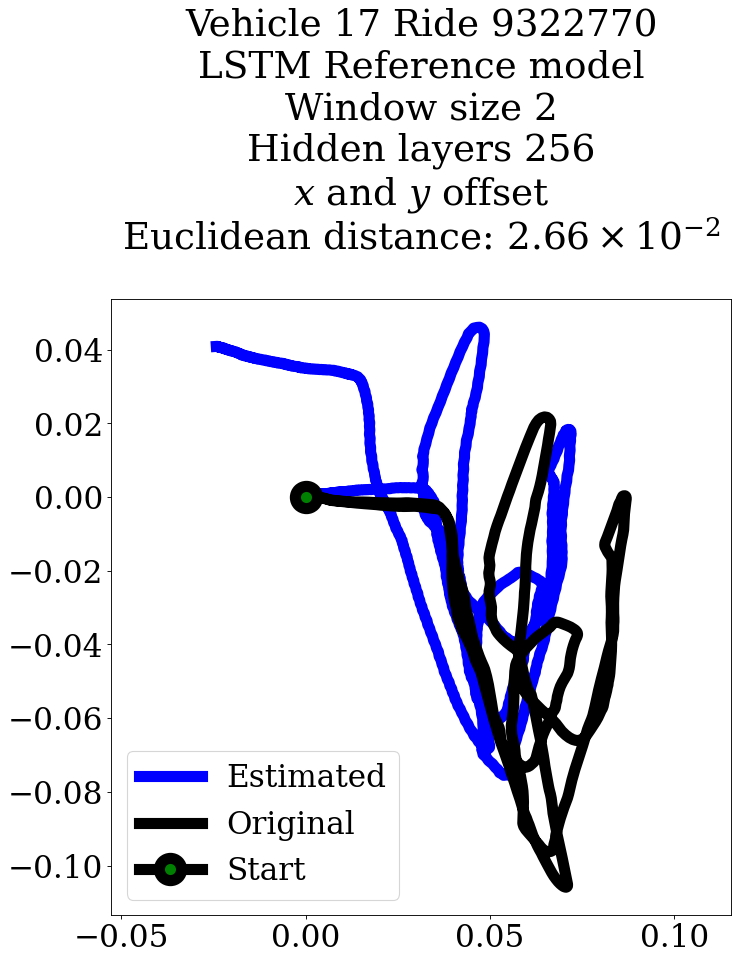 Vehicle 17 Ride 9322770
LSTM Reference model
Window size 2
Hidden layers 256
x and y offset
Euclidean distance: 2.66 × 10⁻²
0.04
0.02
0.00
−0.02
−0.04
−0.06
−0.08
−0.10
Estimated
Original
Start
−0.05 0.00 0.05 0.10